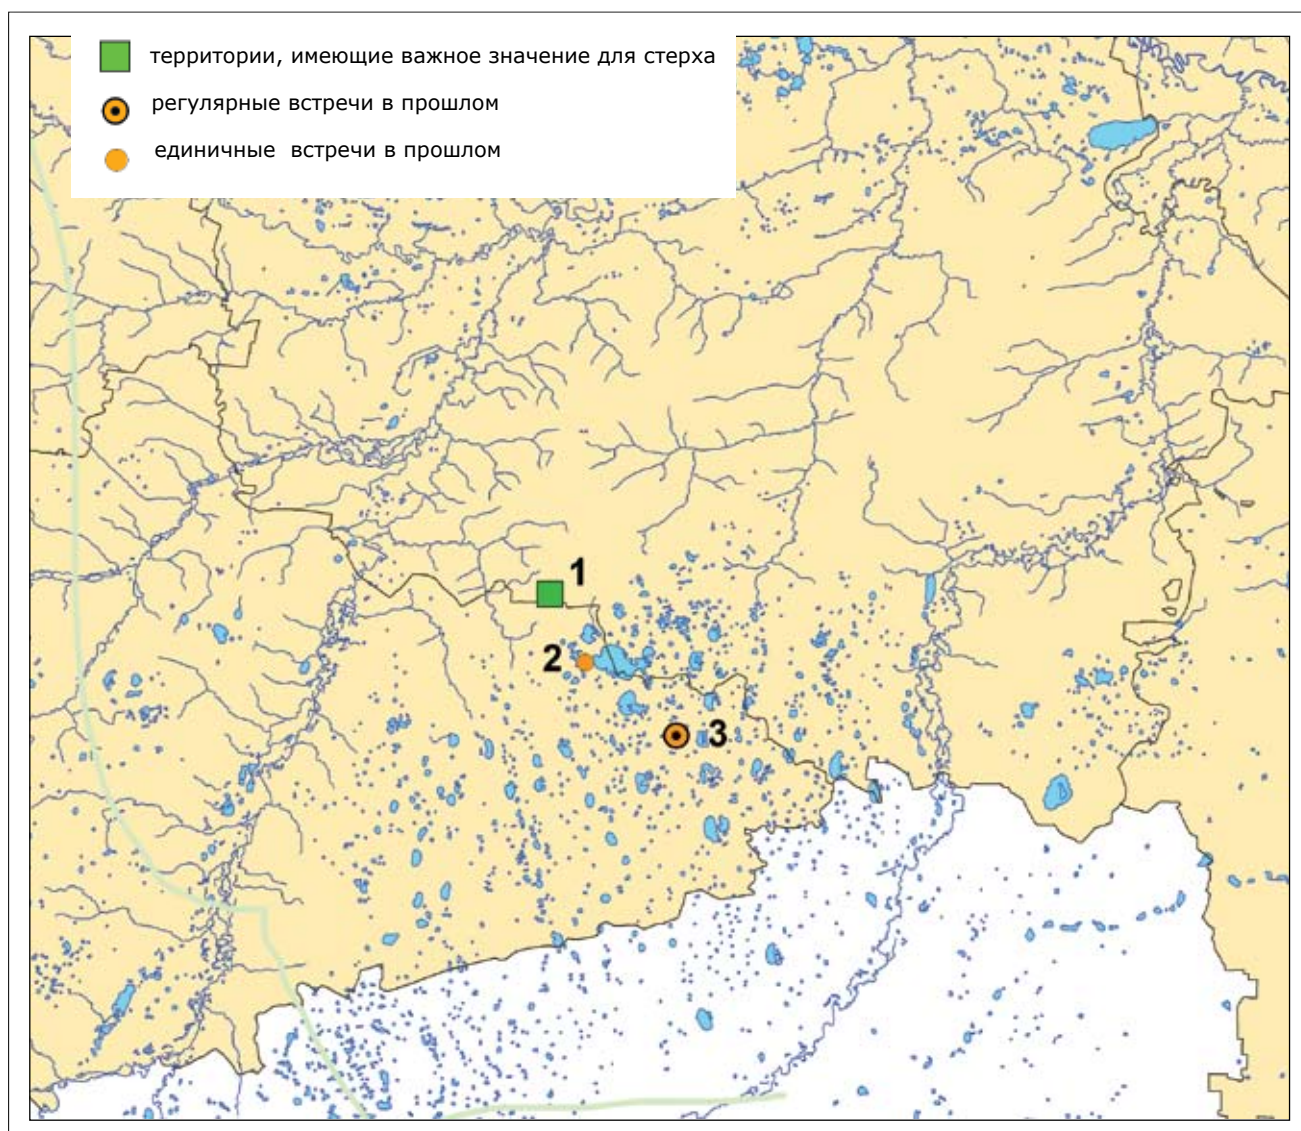 территории, имеющие важное значение для стерха
регулярные встречи в прошлом
единичные встречи в прошлом
1
2
3